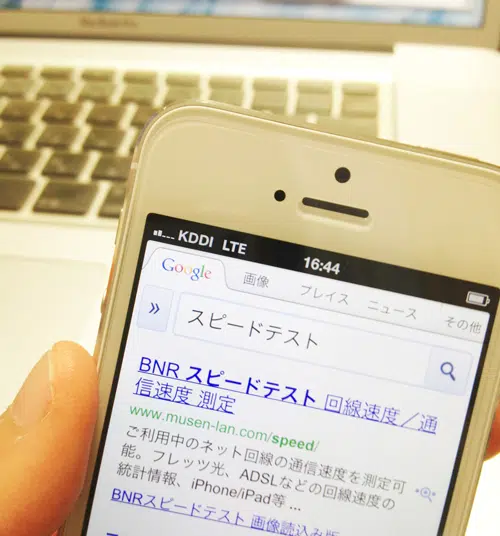 MacBook Pro
KDDI LTE 16:44
Google 画像 プレイス ニュース その他
» スピードテスト
BNR スピードテスト 回線速度／通
信速度 測定
www.musen-lan.com/speed/
ご利用中のネット回線の通信速度を測定可
能。フレッツ光、ADSLなどの回線速度の
統計情報、iPhone/iPad等 ...
BNRスピードテスト 画像読込み版